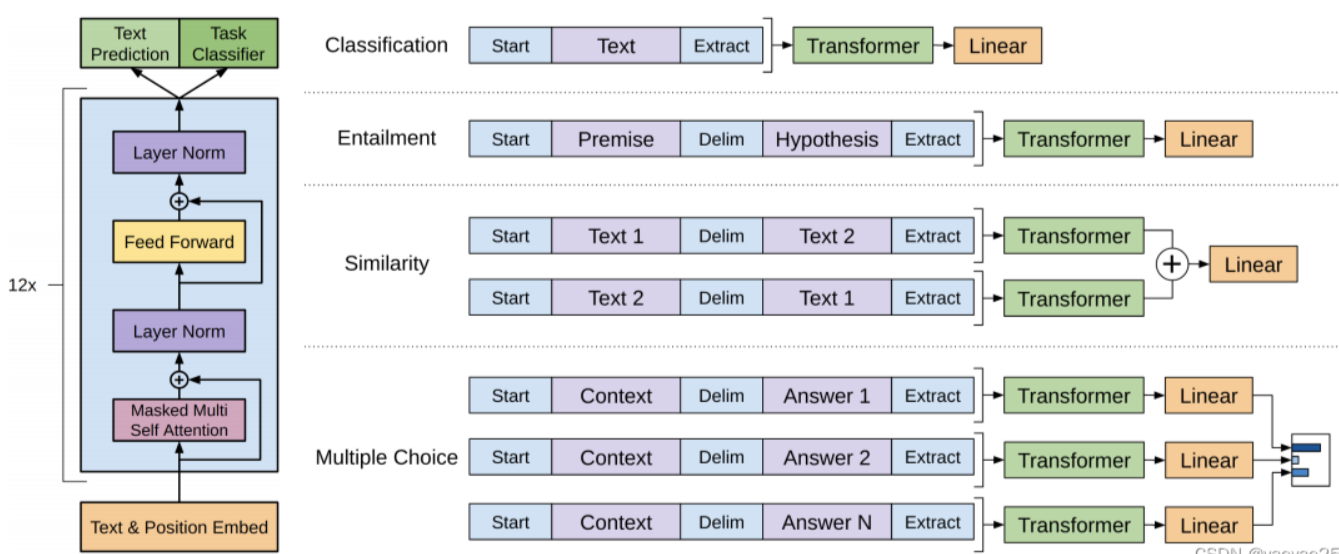 Text
Prediction
Task
Classifier
Layer Norm
Feed Forward
12x
Layer Norm
Masked Multi
Self Attention
Text & Position Embed
Classification
Start Text Extract Transformer Linear
Entailment
Start Premise Delim Hypothesis Extract Transformer Linear
Similarity
Start Text 1 Delim Text 2 Extract Transformer
Linear
Start Text 2 Delim Text 1 Extract Transformer
Multiple Choice
Start Context Delim Answer 1 Extract Transformer Linear
Start Context Delim Answer 2 Extract Transformer Linear
Start Context Delim Answer N Extract Transformer Linear